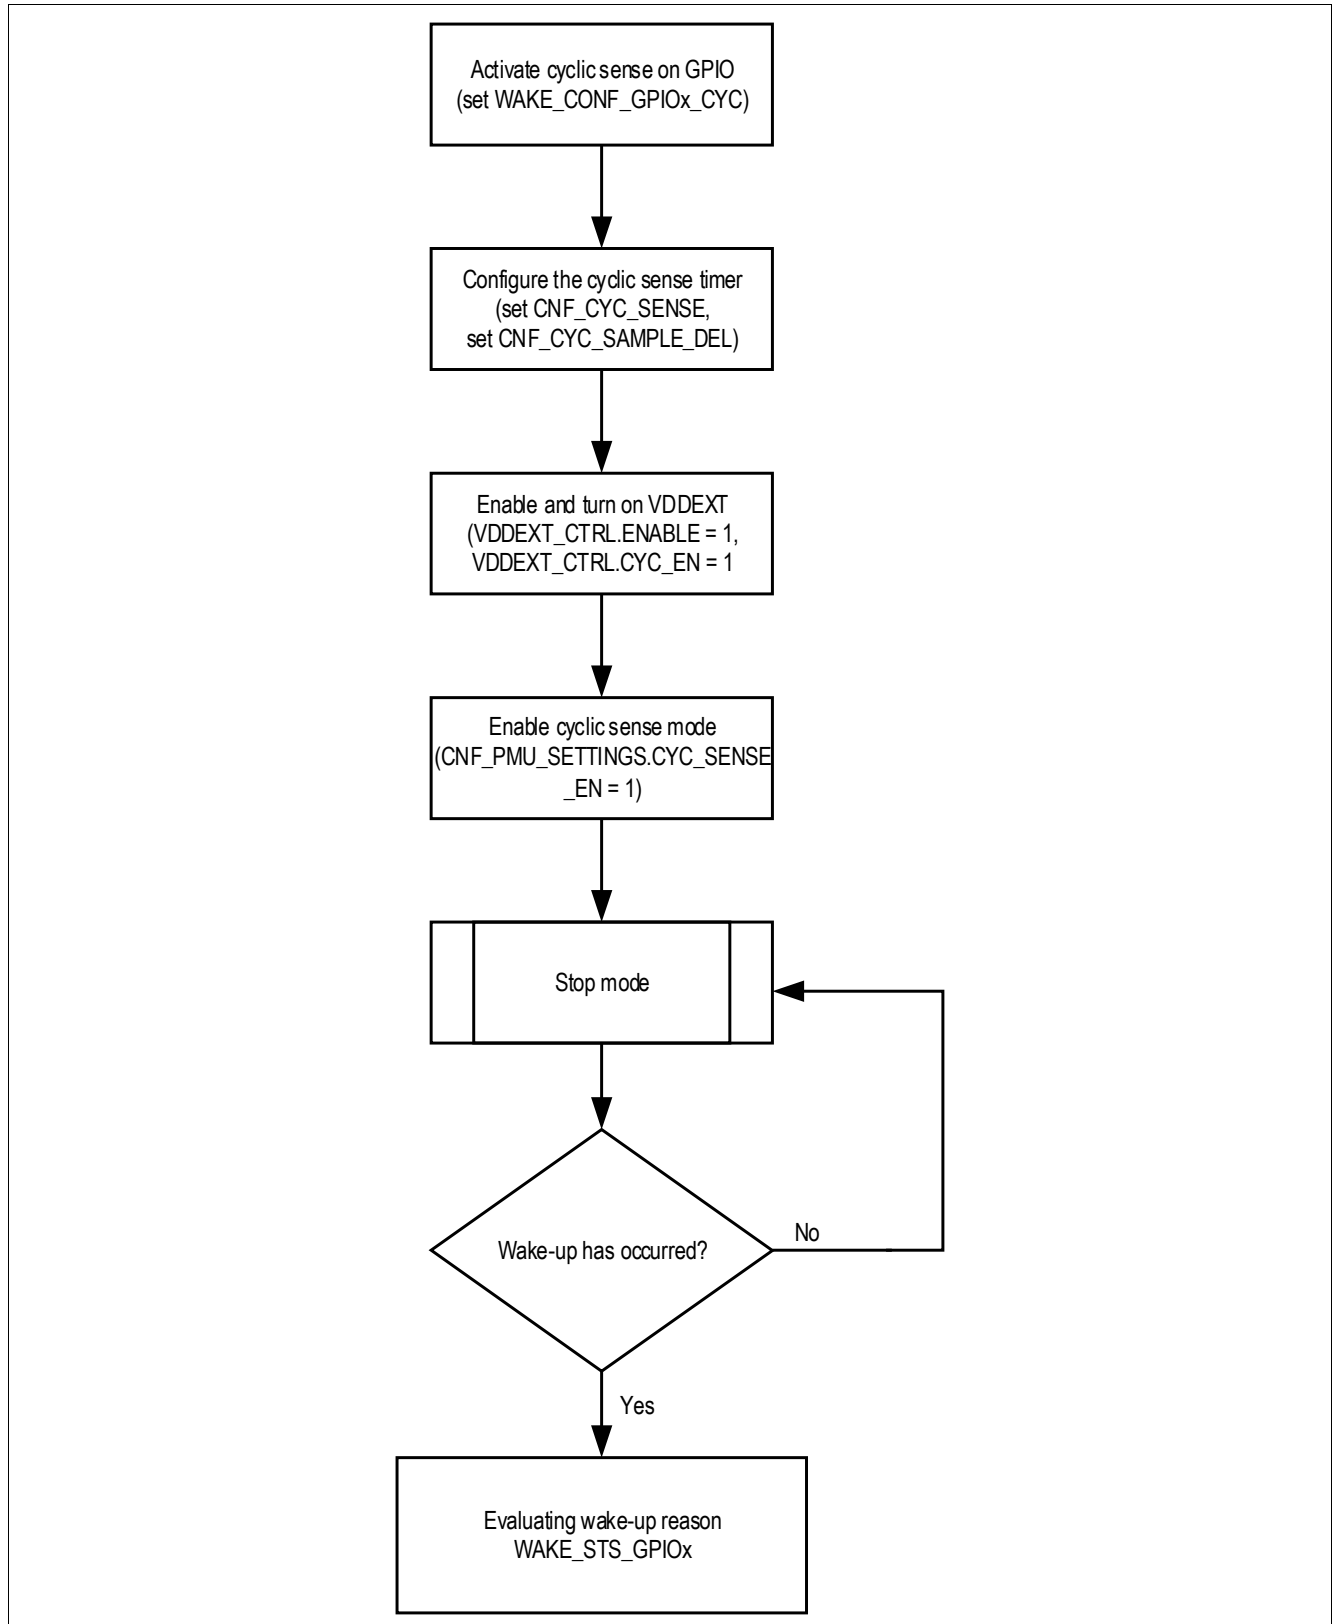 Activate cyclic sense on GPIO
(set WAKE_CONF_GPIOx_CYC)
Configure the cyclic sense timer
(set CNF_CYC_SENSE,
set CNF_CYC_SAMPLE_DEL)
Enable and turn on VDDEXT
(VDDEXT_CTRL.ENABLE = 1,
VDDEXT_CTRL.CYC_EN = 1
Enable cyclic sense mode
(CNF_PMU_SETTINGS.CYC_SENSE
_EN = 1)
Stop mode
Wake-up has occurred?
No
Yes
Evaluating wake-up reason
WAKE_STS_GPIOx